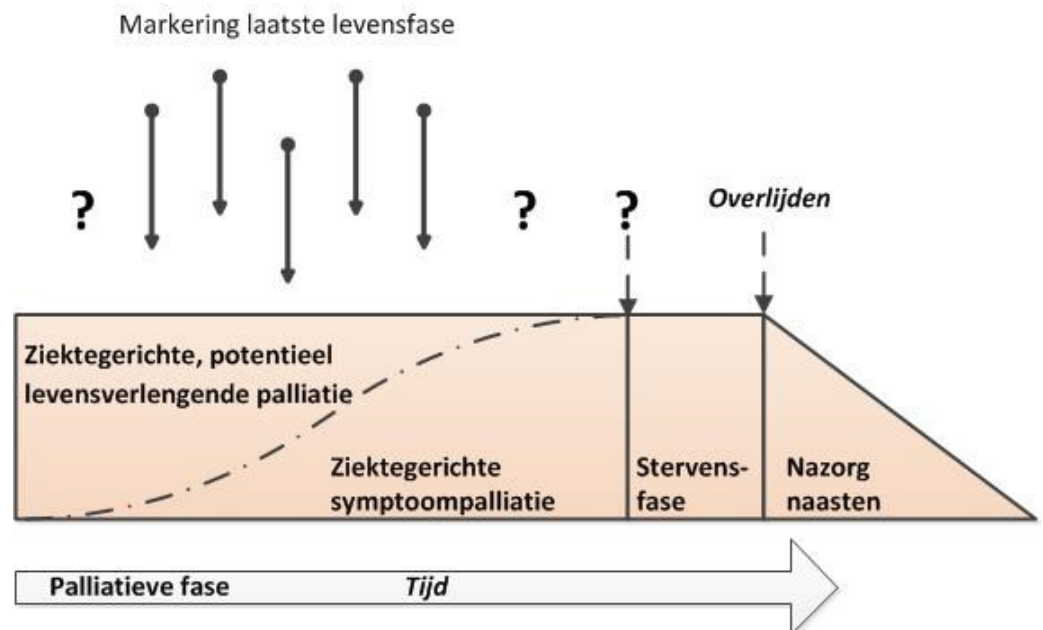 Markering laatste levensfase
? ? ? Overlijden
Ziektegerichte, potentieel
levensverlengende palliatie
Ziektegerichte
symptoompalliatie
Stervens-
fase
Nazorg
naasten
Palliatieve fase Tijd